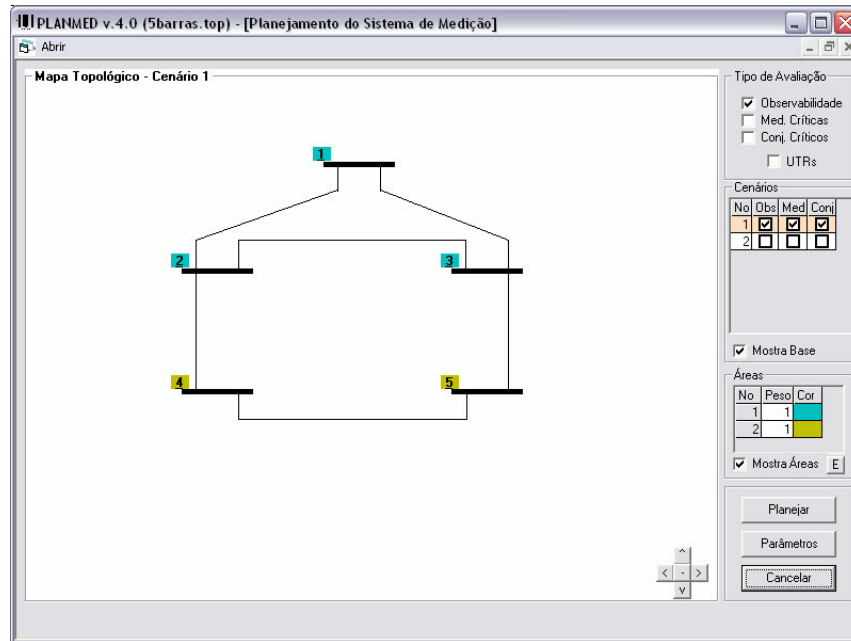 PLANMED v.4.0 (5barras.top) - [Planejamento do Sistema de Medição]
Abrir
Mapa Topológico - Cenário 1
1
2
3
4
5
Tipo de Avaliação
Observabilidade
Med. Críticas
Conj. Críticos
UTRs
Cenários
No Obs Med Conj
1
2
Mostra Base
Áreas
No Peso Cor
1 1
2 1
Mostra Áreas E
Planejar
Parâmetros
Cancelar